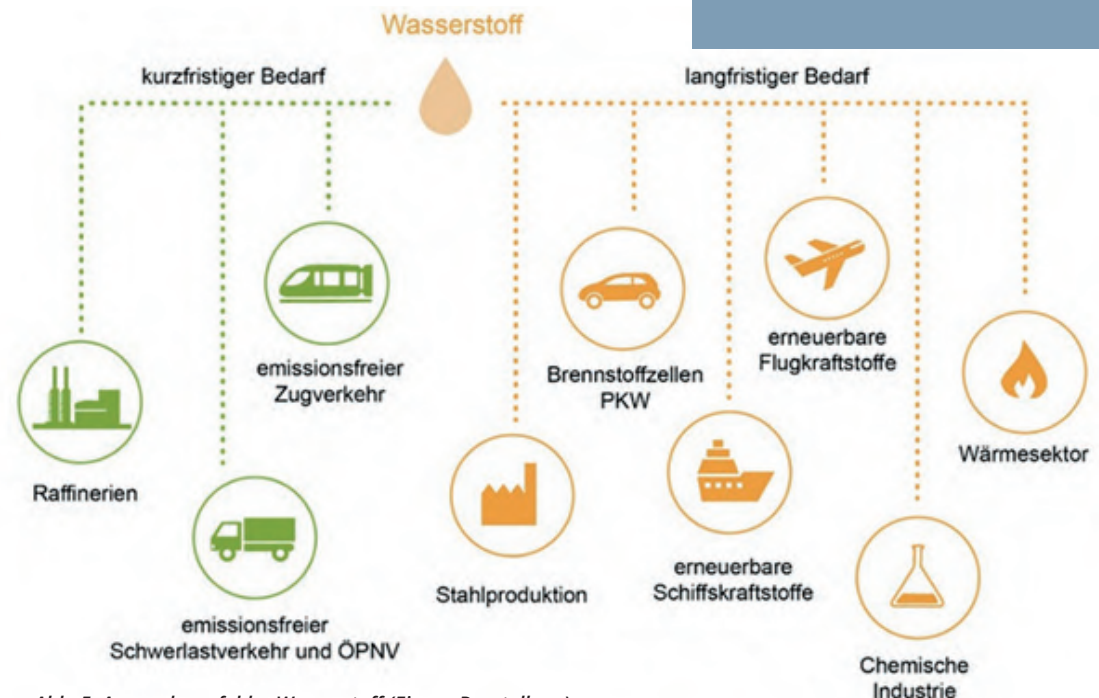 Wasserstoff
kurzfristiger Bedarf
langfristiger Bedarf
Raffinerien
emissionsfreier
Zugverkehr
emissionsfreier
Schwerlastverkehr und ÖPNV
Stahlproduktion
Brennstoffzellen
PKW
erneuerbare
Schiffskraftstoffe
erneuerbare
Flugkraftstoffe
Chemische
Industrie
Wärmesektor